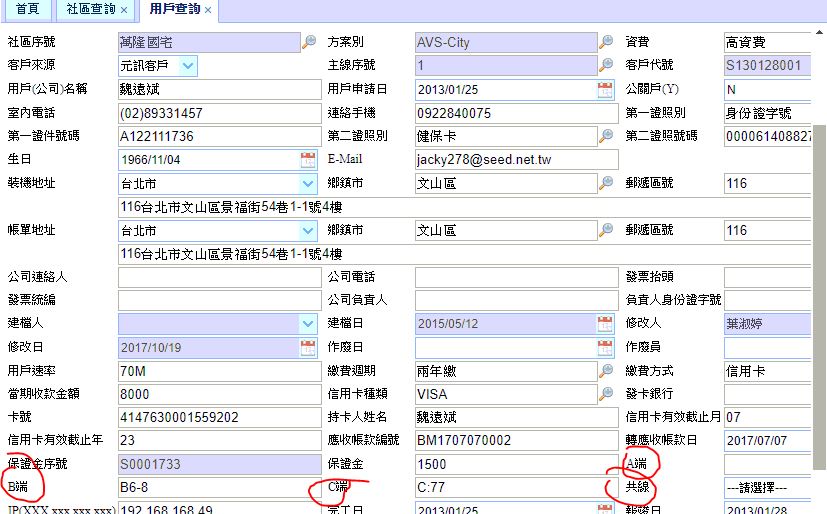 首頁 社區查詢 × 用戶查詢 ×
社區序號 萬隆國宅 方案別 AVS-City 資費 高資費
客戶來源 元訊客戶 主線序號 1 客戶代號 S130128001
用戶(公司)名稱 魏遠斌 用戶申請日 2013/01/25 公關戶(Y) N
室內電話 (02)89331457 連絡手機 0922840075 第一證照別 身份證字號
第一證件號碼 A122111736 第二證照別 健保卡 第二證照號碼 000061408827
生日 1966/11/04 E-Mail jacky278@seed.net.tw
裝機地址 台北市 鄉鎮市 文山區 郵遞區號 116
116台北市文山區景福街54巷1-1號4樓
帳單地址 台北市 鄉鎮市 文山區 郵遞區號 116
116台北市文山區景福街54巷1-1號4樓
公司連絡人 公司電話 發票抬頭
發票統編 公司負責人 負責人身份證字號
建檔人 建檔日 2015/05/12 修改人 葉淑婷
修改日 2017/10/19 作廢日 作廢員
用戶速率 70M 繳費週期 兩年繳 繳費方式 信用卡
當期收款金額 8000 信用卡種類 VISA 發卡銀行
卡號 4147630001559202 持卡人姓名 魏遠斌 信用卡有效截止月 07
信用卡有效截止年 23 應收帳款編號 BM1707070002 轉應收帳款日 2017/07/07
保證金序號 S0001733 保證金 1500 A端
B端 B6-8 C端 C:77 共線 ---請選擇---
IP(XXX.xxx.xxx.xxx) 192.168.168.49 完工日 2013/01/25 報竣日 2013/01/28